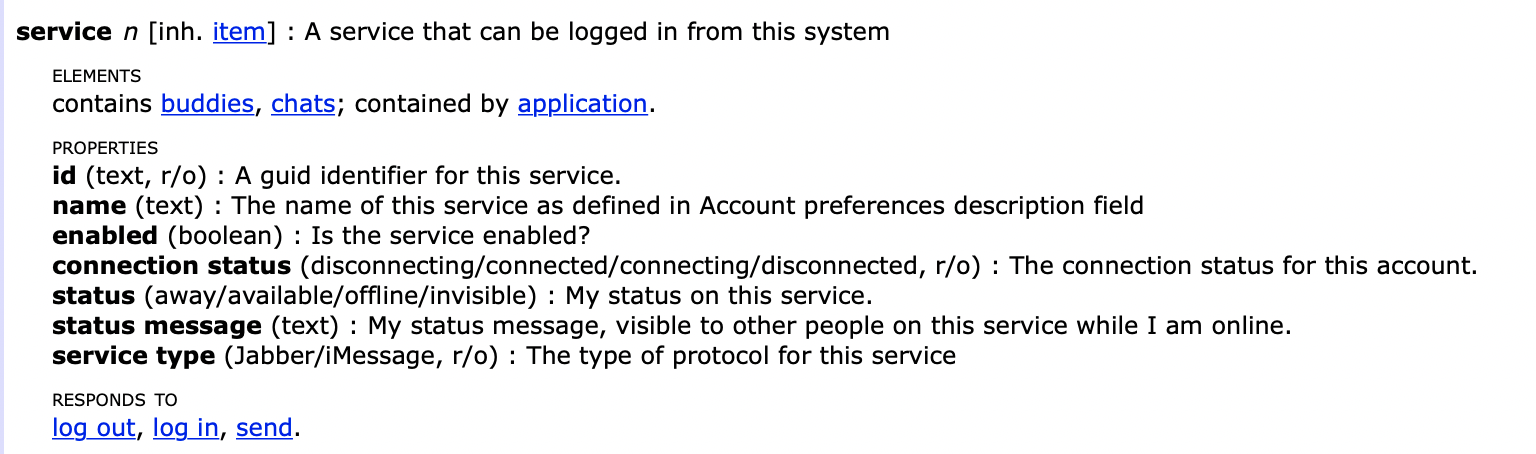 service n [inh. item] : A service that can be logged in from this system
ELEMENTS
contains buddies, chats; contained by application.
PROPERTIES
id (text, r/o) : A guid identifier for this service.
name (text) : The name of this service as defined in Account preferences description field
enabled (boolean) : Is the service enabled?
connection status (disconnecting/connected/connecting/disconnected, r/o) : The connection status for this account.
status (away/available/offline/invisible) : My status on this service.
status message (text) : My status message, visible to other people on this service while I am online.
service type (Jabber/iMessage, r/o) : The type of protocol for this service
RESPONDS TO
log out, log in, send.